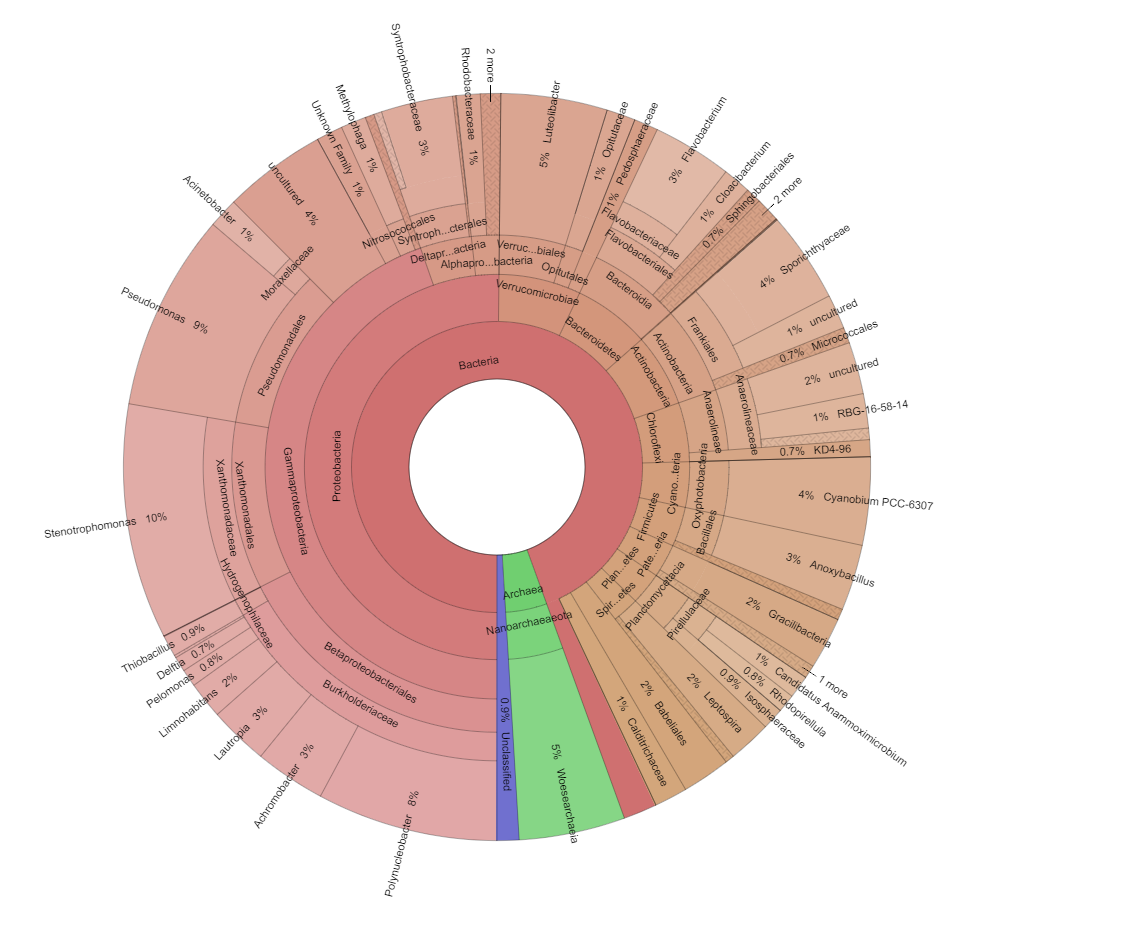 Bacteria
Proteobacteria
Gammaproteobacteria
Pseudomonadales
Xanthomonadales
Xanthomonadaceae
Hydrogenophilaceae
Betaproteobacteriales
Burkholderiaceae
Moraxellaceae
Deltapr...acteria
Alphapro...bacteria
Nitrosococcales
Syntroph...cterales
Verruc...biales
Opitutales
Verrucomicrobiae
Bacteroidetes
Bacteroidia
Flavobacteriales
Flavobacteriaceae
Actinobacteria
Actinobacteria
Frankiales
Chloroflexi
Anaerolineae
Anaerolineaceae
Cyano...teria
Oxyphotobacteria
Firmicutes
Bacillales
Pate...eria
Plan...etes
Planctomycetacia
Pirellulaceae
Spir...etes
Archaea
Nanoarchaeaeota
2 more
5% Luteolibacter
1% Opitutaceae
1% Pedosphaeraceae
3% Flavobacterium
1% Cloacibacterium
0.7% Sphingobacteriales
2 more
4% Sporichthyaceae
1% uncultured
0.7% Micrococcales
2% uncultured
1% RBG-16-58-14
0.7% KD4-96
4% Cyanobium PCC-6307
3% Anoxybacillus
2% Gracilibacteria
1 more
1% Candidatus Anammoximicrobium
0.8% Rhodopirellula
0.9% Isosphaeraceae
2% Leptospira
2% Babeliales
1% Calditrichaceae
5% Woesearchaeia
0.9% Unclassified
Polynucleobacter 8%
Achromobacter 3%
Lautropia 3%
Limnohabitans 2%
Pelomonas 0.8%
Delftia 0.7%
Thiobacillus 0.9%
Stenotrophomonas 10%
Pseudomonas 9%
Acinetobacter 1%
uncultured 4%
Unknown Family 1%
Methylophaga 1%
Syntrophobacteraceae 3%
Rhodobacteraceae 1%